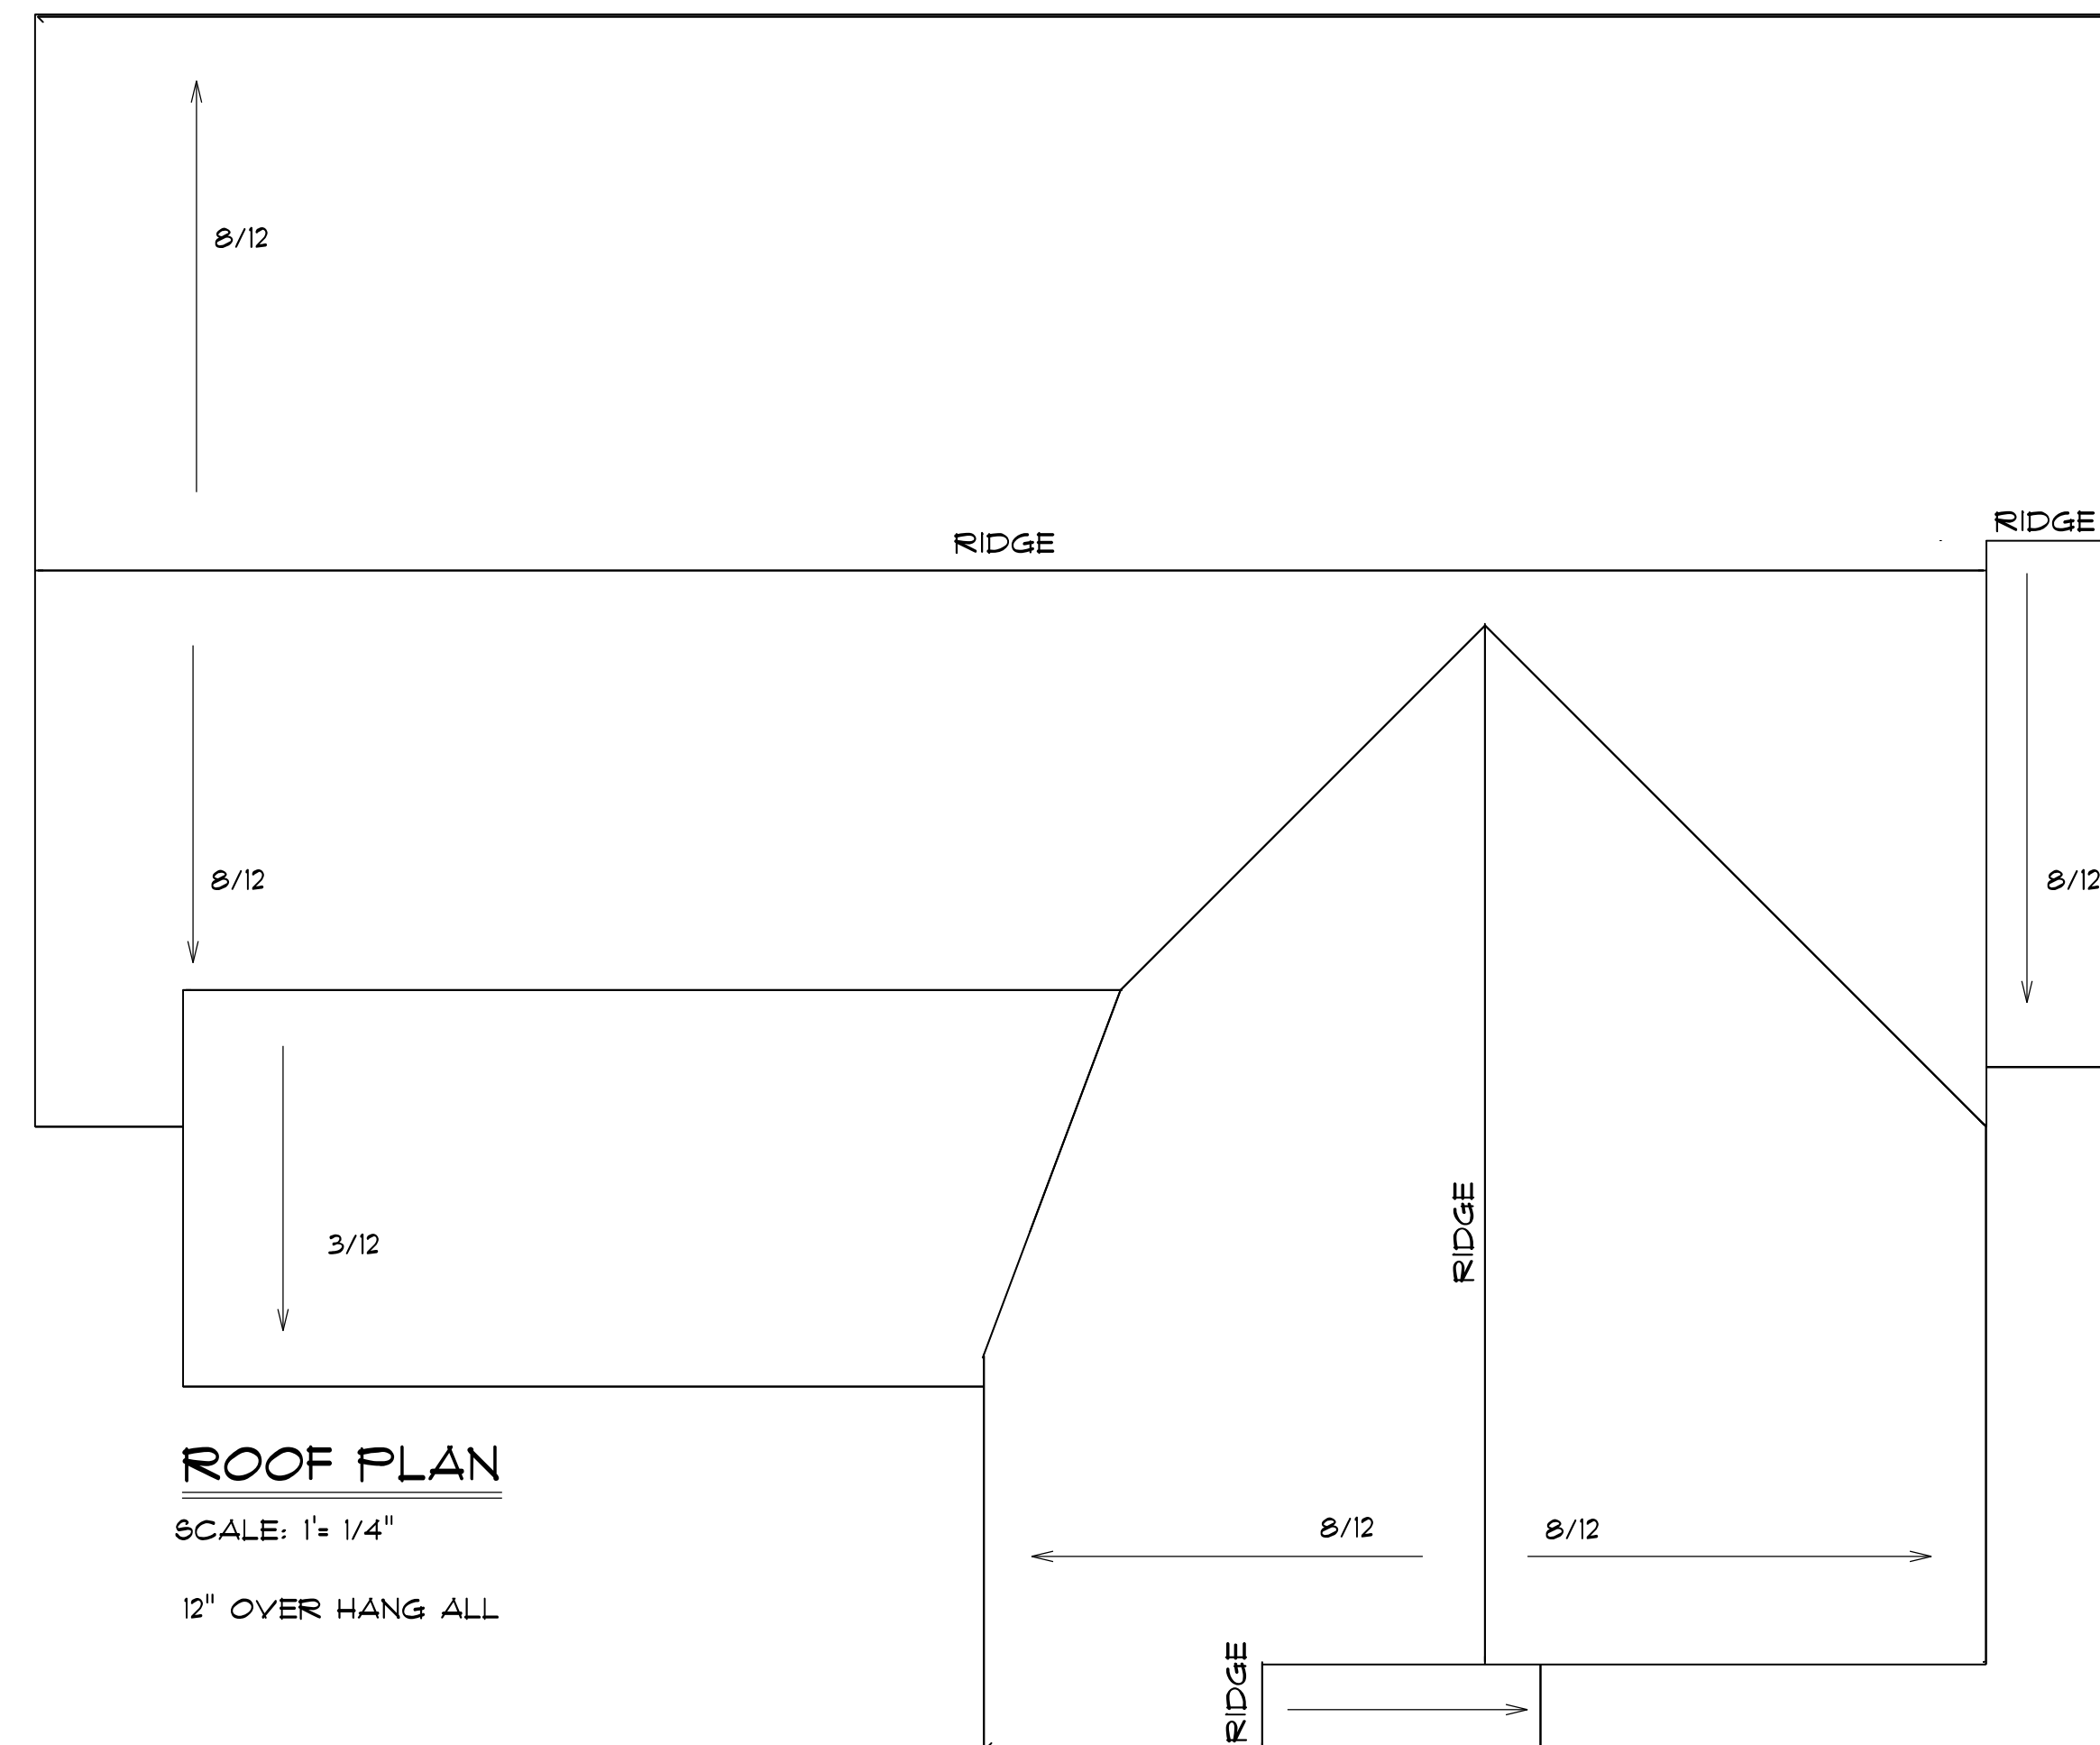 8/12
RIDGE
RIDGE
8/12
8/12
3/12
RIDGE
ROOF PLAN
SCALE: 1'= 1/4"
8/12
8/12
12" OVER HANG ALL
RIDGE